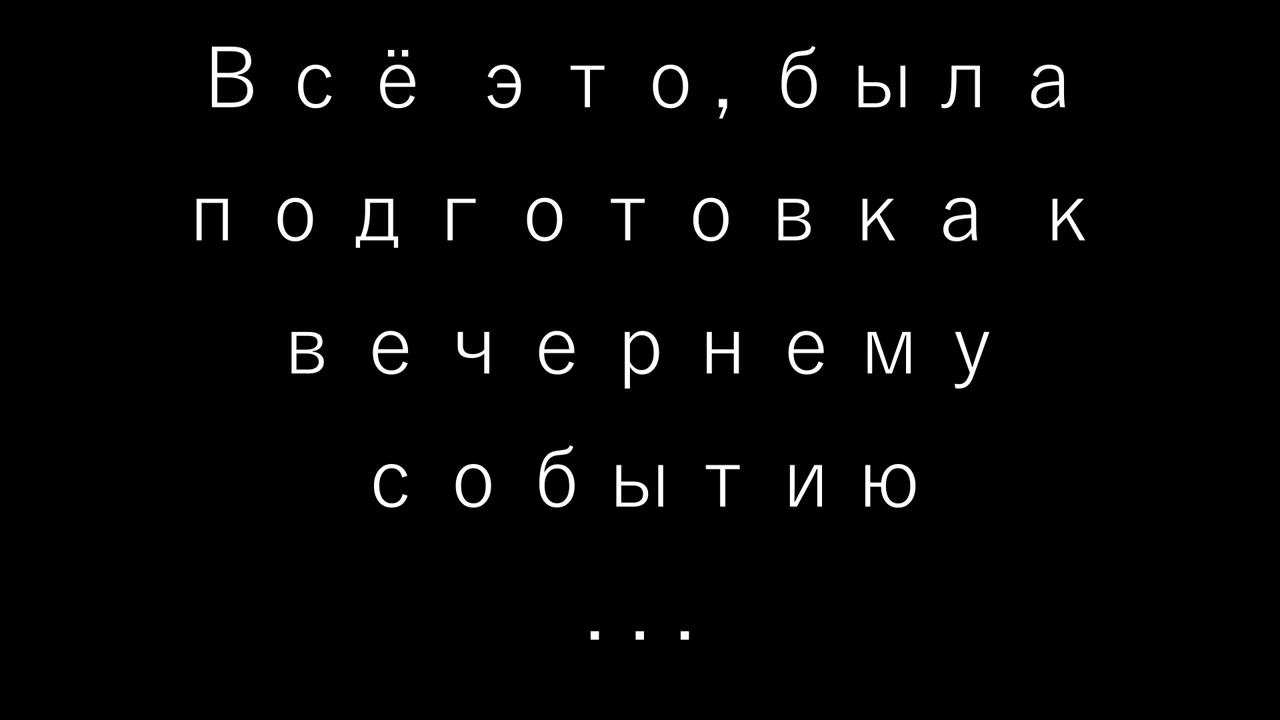 Всё это, была
подготовка к
вечернему
событию
...